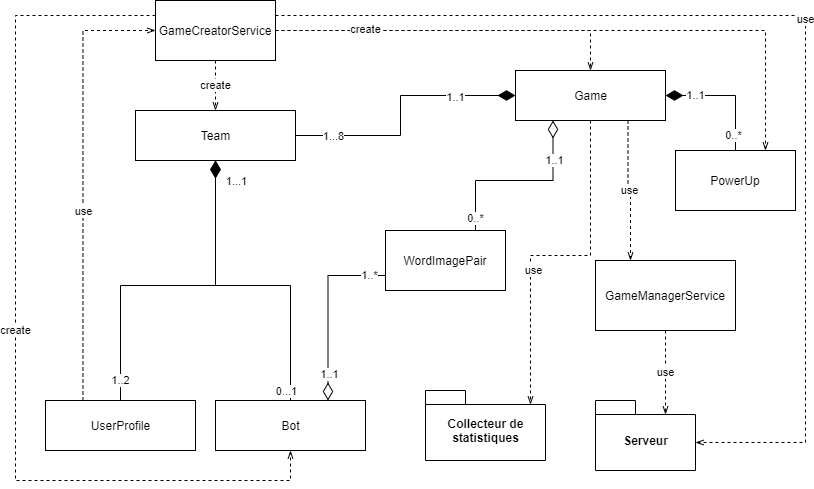 use
GameCreatorService
create
create
1..1
Game
1..1
Team
1...8
0..*
1..1
1...1
PowerUp
use
use
0..*
WordImagePair
use
1..*
GameManagerService
create
1..1
use
1..2
0...1
UserProfile
Bot
Collecteur de
statistiques
Serveur